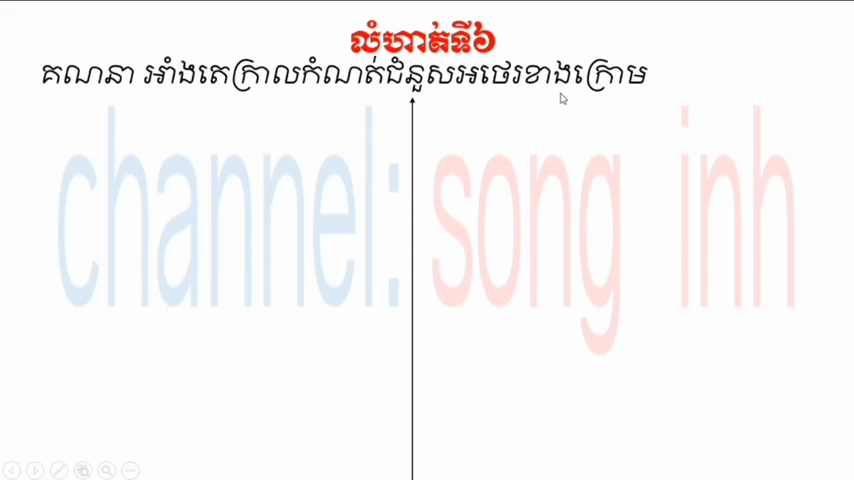 លំហាត់ទី៦
គណនា អាំងតេក្រាលកំណត់ជំនួសអថេរខាងក្រោម
channel: song inh